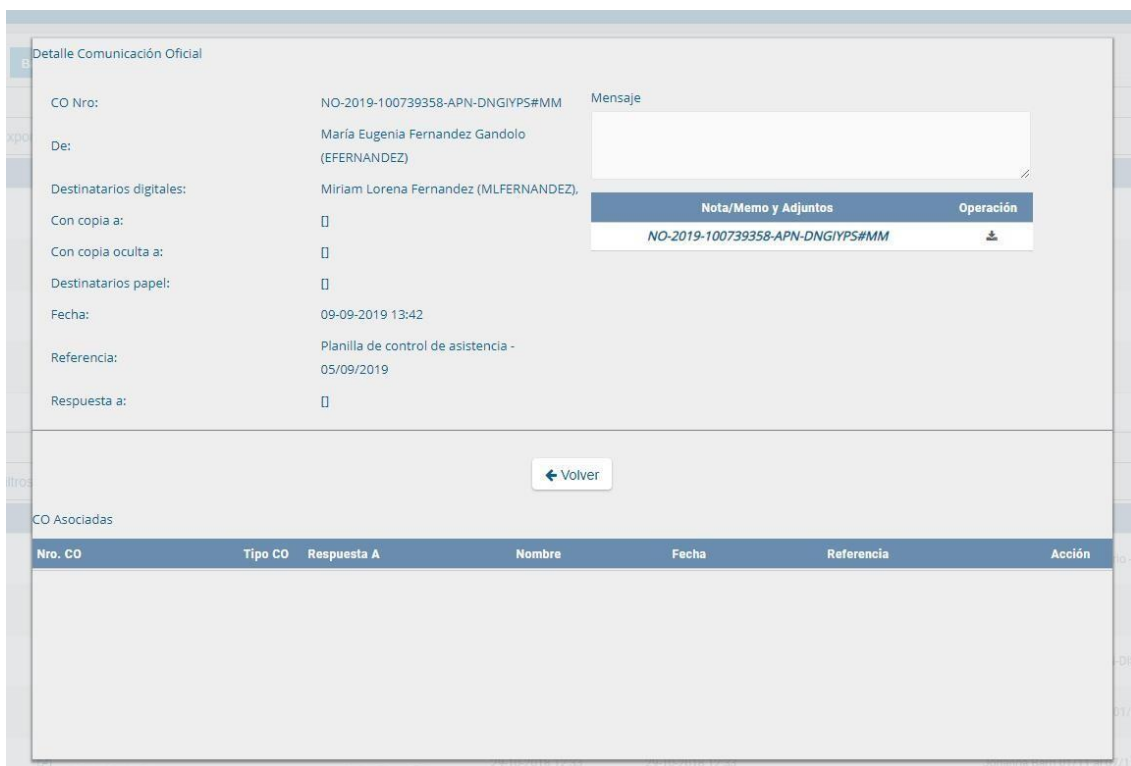 Detalle Comunicación Oficial
CO Nro: NO-2019-100739358-APN-DNGIYPS#MM
De: María Eugenia Fernandez Gandolo
(EFERNANDEZ)
Destinatarios digitales: Miriam Lorena Fernandez (MLFERNANDEZ),
Con copia a: []
Con copia oculta a: []
Destinatarios papel: []
Fecha: 09-09-2019 13:42
Referencia: Planilla de control de asistencia -
05/09/2019
Respuesta a: []
Mensaje
Nota/Memo y Adjuntos Operación
NO-2019-100739358-APN-DNGIYPS#MM
Volver
CO Asociadas
Nro. CO Tipo CO Respuesta A Nombre Fecha Referencia Acción